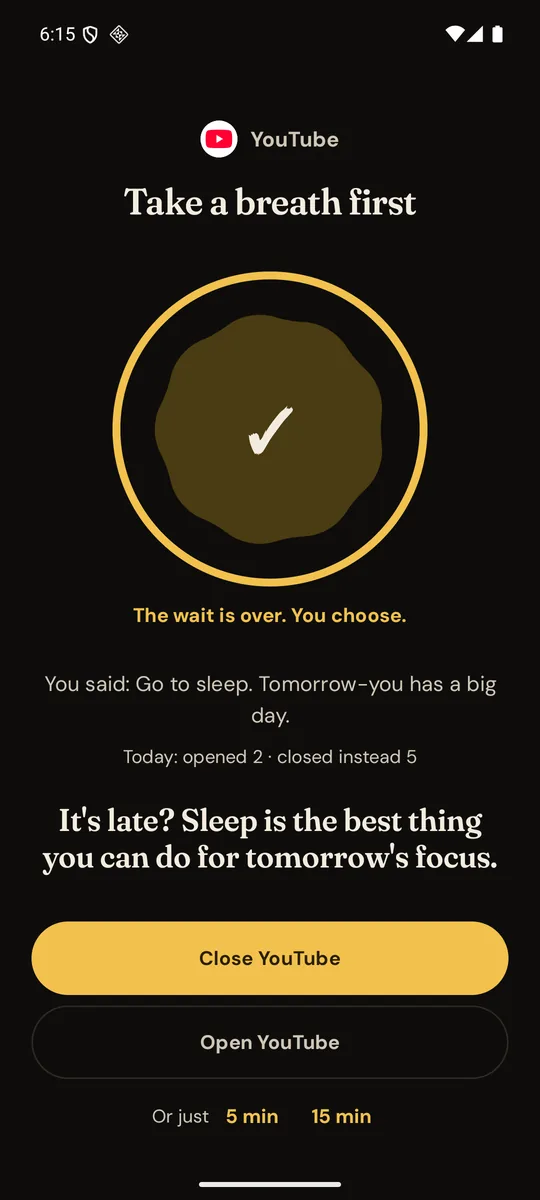 6:15
YouTube
Take a breath first
The wait is over. You choose.
You said: Go to sleep. Tomorrow-you has a big
day.
Today: opened 2 · closed instead 5
It's late? Sleep is the best thing
you can do for tomorrow's focus.
Close YouTube
Open YouTube
Or just 5 min 15 min